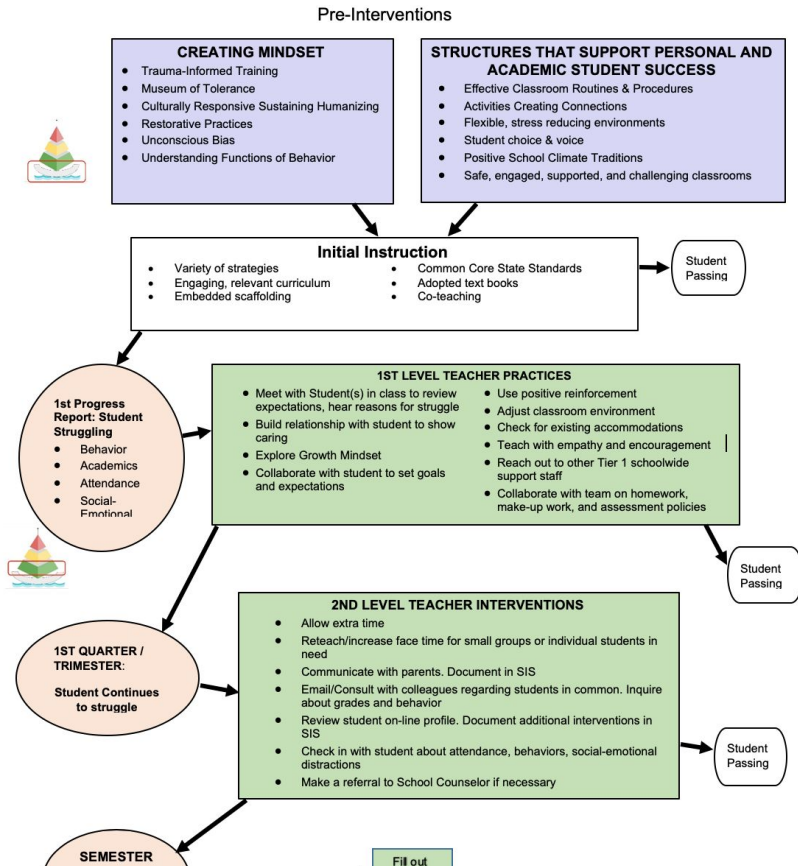 Pre-Interventions
CREATING MINDSET
• Trauma-Informed Training
• Museum of Tolerance
• Culturally Responsive Sustaining Humanizing
• Restorative Practices
• Unconscious Bias
• Understanding Functions of Behavior
STRUCTURES THAT SUPPORT PERSONAL AND
ACADEMIC STUDENT SUCCESS
• Effective Classroom Routines & Procedures
• Activities Creating Connections
• Flexible, stress reducing environments
• Student choice & voice
• Positive School Climate Traditions
• Safe, engaged, supported, and challenging classrooms
Initial Instruction
• Variety of strategies
• Engaging, relevant curriculum
• Embedded scaffolding
• Common Core State Standards
• Adopted text books
• Co-teaching
Student
Passing
1st Progress
Report: Student
Struggling
• Behavior
• Academics
• Attendance
• Social-
Emotional
1ST LEVEL TEACHER PRACTICES
• Meet with Student(s) in class to review
expectations, hear reasons for struggle
• Build relationship with student to show
caring
• Explore Growth Mindset
• Collaborate with student to set goals
and expectations
• Use positive reinforcement
• Adjust classroom environment
• Check for existing accommodations
• Teach with empathy and encouragement
• Reach out to other Tier 1 schoolwide
support staff
• Collaborate with team on homework,
make-up work, and assessment policies
Student
Passing
1ST QUARTER /
TRIMESTER:
Student Continues
to struggle
2ND LEVEL TEACHER INTERVENTIONS
• Allow extra time
• Reteach/increase face time for small groups or individual students in
need
• Communicate with parents. Document in SIS
• Email/Consult with colleagues regarding students in common. Inquire
about grades and behavior
• Review student on-line profile. Document additional interventions in
SIS
• Check in with student about attendance, behaviors, social-emotional
distractions
• Make a referral to School Counselor if necessary
Student
Passing
SEMESTER
Fill out